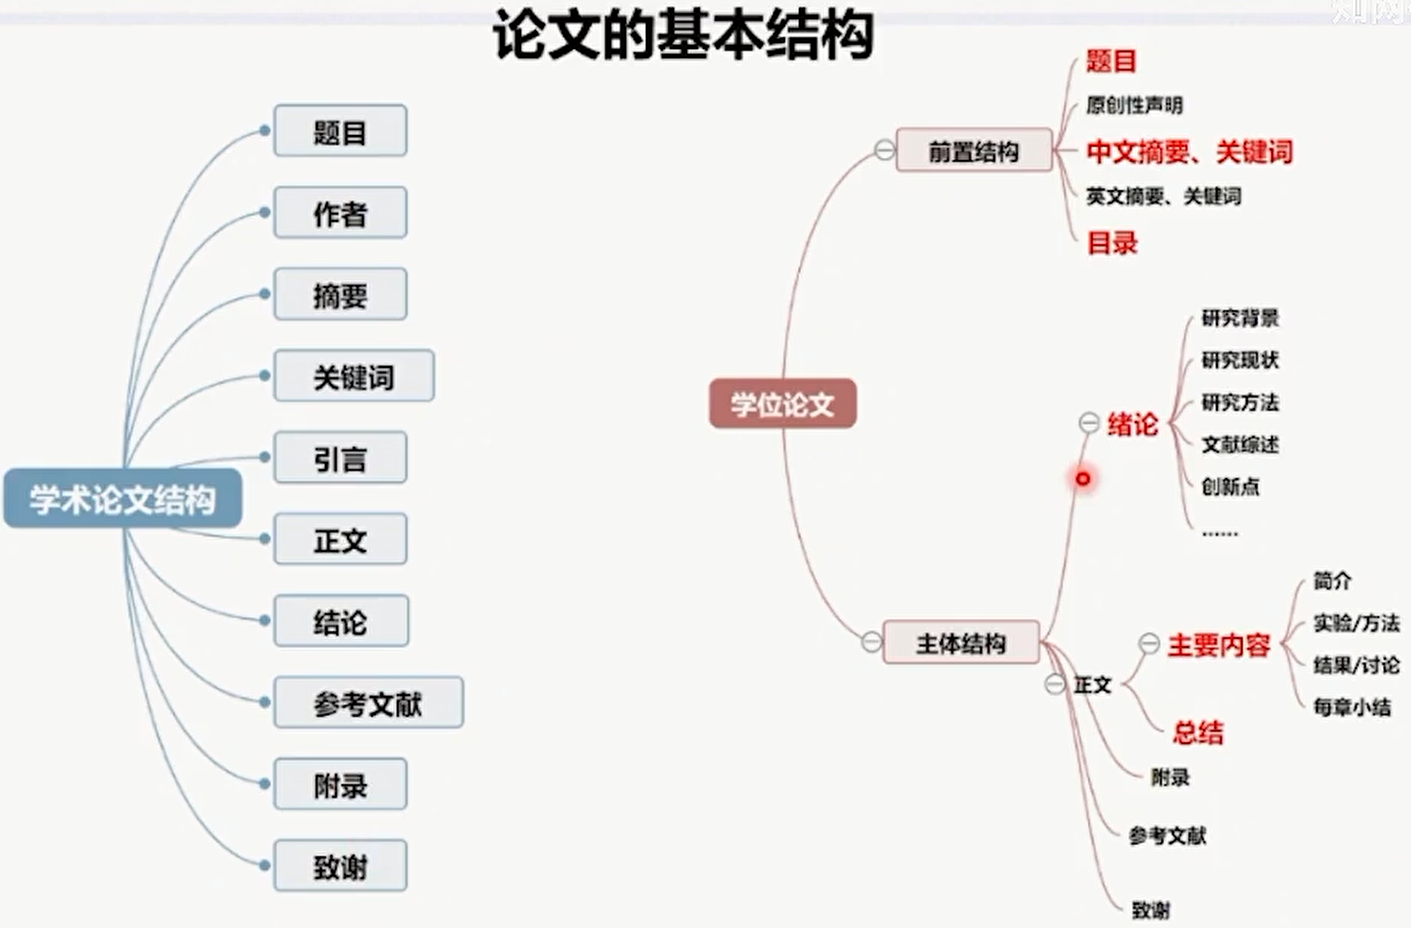 知网
论文的基本结构
学术论文结构
题目
作者
摘要
关键词
引言
正文
结论
参考文献
附录
致谢
学位论文
前置结构
题目
原创性声明
中文摘要、关键词
英文摘要、关键词
目录
主体结构
绪论
研究背景
研究现状
研究方法
文献综述
创新点
......
正文
主要内容
简介
实验/方法
结果/讨论
每章小结
总结
附录
参考文献
致谢